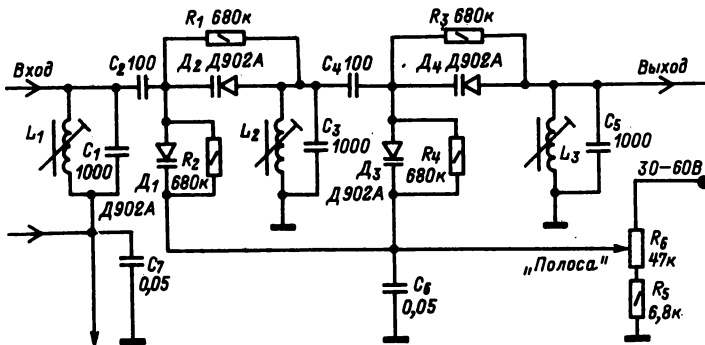 R1 680к
R3 680к
C2 100
Д2 Д902А
C4 100
Д4 Д902А
Вход
Выход
L1
C1
1000
R2
680к
Д1
Д902А
L2
C3
1000
R4
680к
Д3
Д902А
L3
C5
1000
30-60В
C7
0,05
C6
0,05
„Полоса"
R6
47к
R5
6,8к